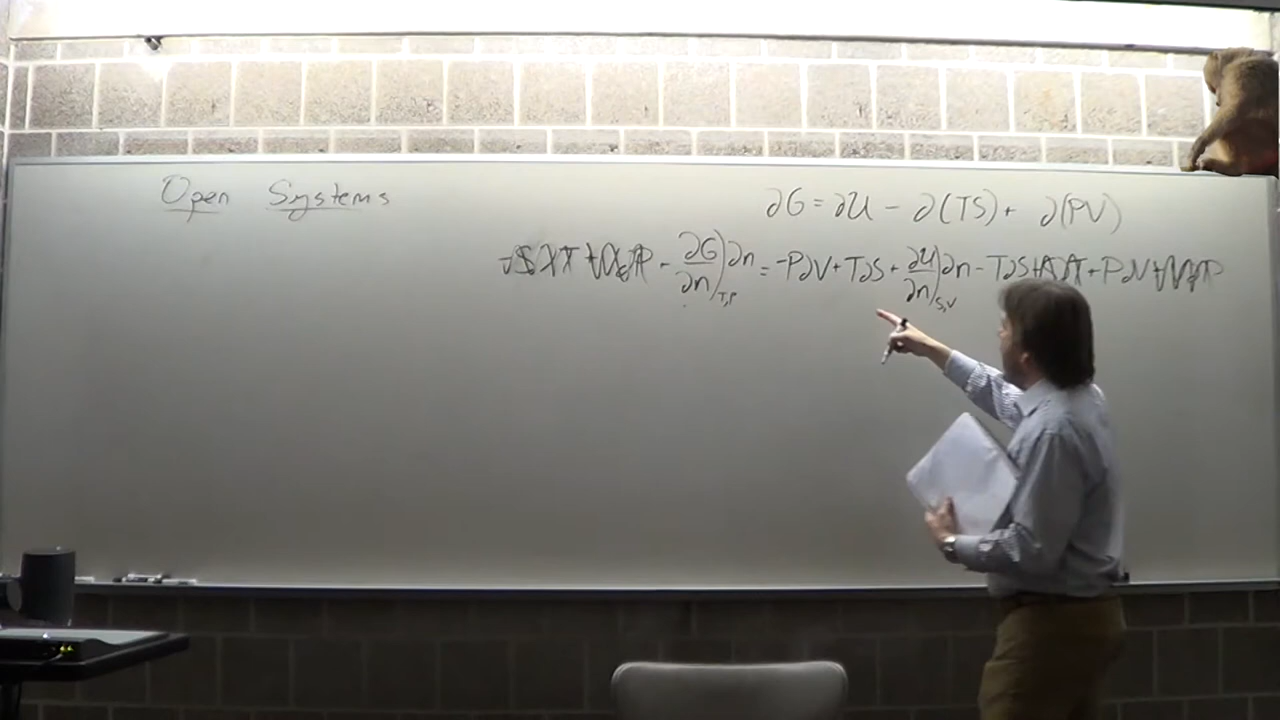 Open Systems
∂G = ∂U - ∂(TS) + ∂(PV)
- ∂G/∂n)T,P ∂n = -P∂V + T∂S + ∂U/∂n)S,V ∂n - T∂S + P∂V